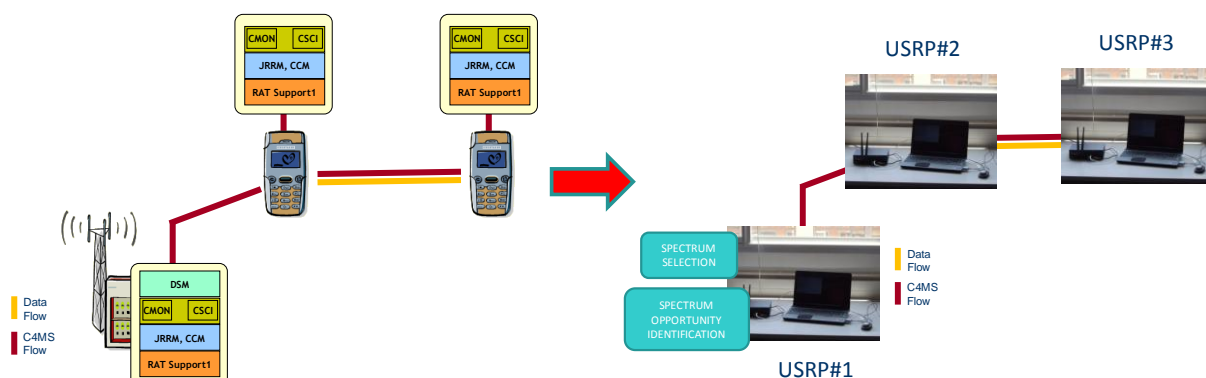 CMON CSCI
JRRM, CCM
RAT Support1
CMON CSCI
JRRM, CCM
RAT Support1
DSM
CMON CSCI
JRRM, CCM
RAT Support1
Data
Flow
C4MS
Flow
USRP#2
USRP#3
SPECTRUM
SELECTION
SPECTRUM
OPPORTUNITY
IDENTIFICATION
USRP#1
Data
Flow
C4MS
Flow